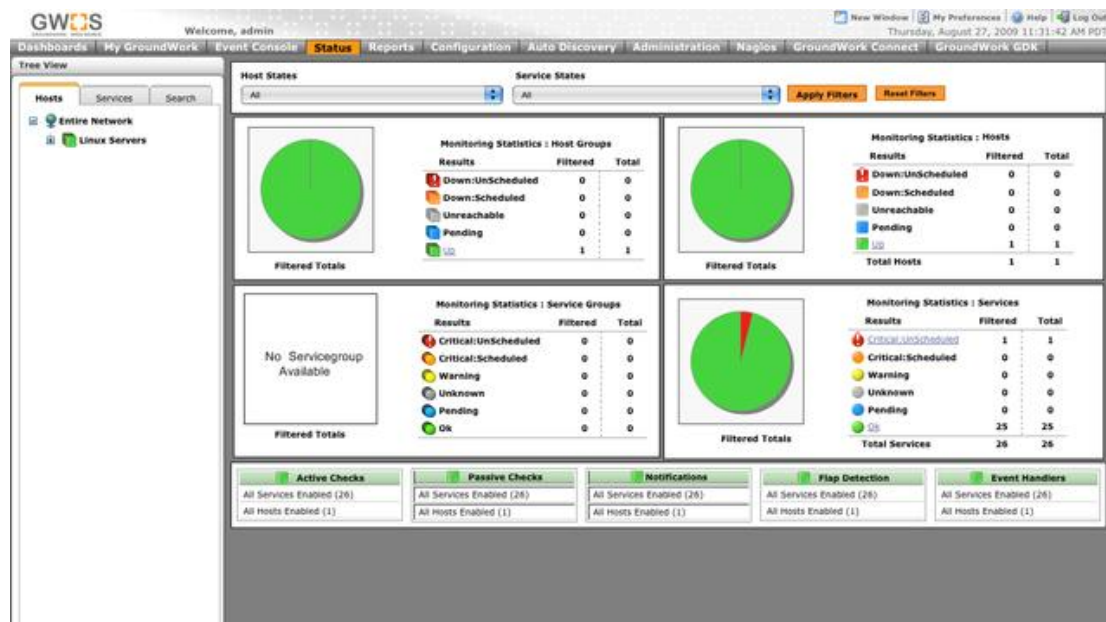 GWOS
Welcome, admin
New Window My Preferences Help Log Out
Thursday, August 27, 2009 11:31:42 AM PDT
Dashboards My GroundWork Event Console Status Reports Configuration Auto Discovery Administration Nagios GroundWork Connect GroundWork GDK
Tree View
Hosts Services Search
Entire Network
Linux Servers
Host States Service States
All All Apply Filters Reset Filters
Monitoring Statistics : Host Groups
Results Filtered Total
Down:UnScheduled 0 0
Down:Scheduled 0 0
Unreachable 0 0
Pending 0 0
Up 1 1
Filtered Totals
Monitoring Statistics : Hosts
Results Filtered Total
Down:UnScheduled 0 0
Down:Scheduled 0 0
Unreachable 0 0
Pending 0 0
Up 1 1
Total Hosts 1 1
Filtered Totals
No Servicegroup
Available
Filtered Totals
Monitoring Statistics : Service Groups
Results Filtered Total
Critical:UnScheduled 0 0
Critical:Scheduled 0 0
Warning 0 0
Unknown 0 0
Pending 0 0
Ok 0 0
Monitoring Statistics : Services
Results Filtered Total
Critical:UnScheduled 1 1
Critical:Scheduled 0 0
Warning 0 0
Unknown 0 0
Pending 0 0
Ok 25 25
Total Services 26 26
Filtered Totals
Active Checks Passive Checks Notifications Flap Detection Event Handlers
All Services Enabled (26) All Services Enabled (26) All Services Enabled (26) All Services Enabled (26) All Services Enabled (26)
All Hosts Enabled (1) All Hosts Enabled (1) All Hosts Enabled (1) All Hosts Enabled (1) All Hosts Enabled (1)